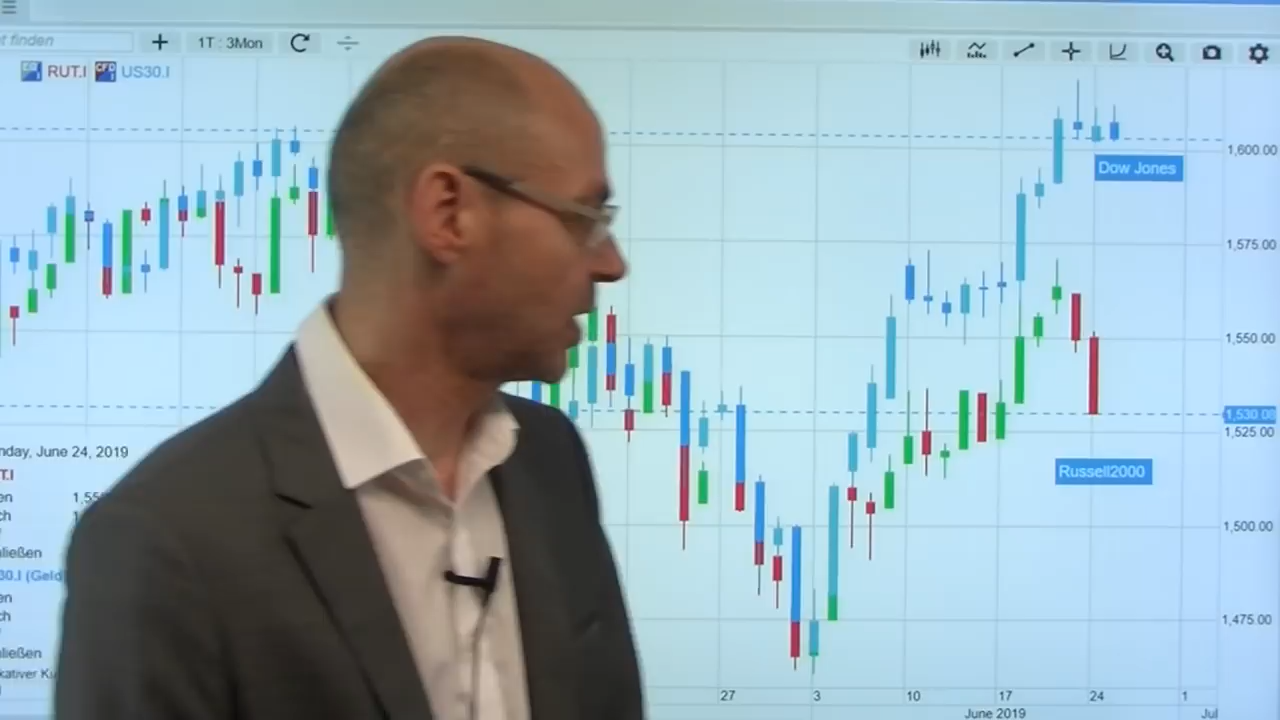 t finden
1T : 3Mon
RUT.I
US30.I
1,600.00
Dow Jones
1,575.00
1,550.00
1,530.08
1,525.00
nday, June 24, 2019
T.I
Russell2000
en
1,55
ch
1,500.00
ließen
30.I (Geld
en
ch
1,475.00
ließen
kativer Ku
27
3
10
17
24
1
June 2019
Jul